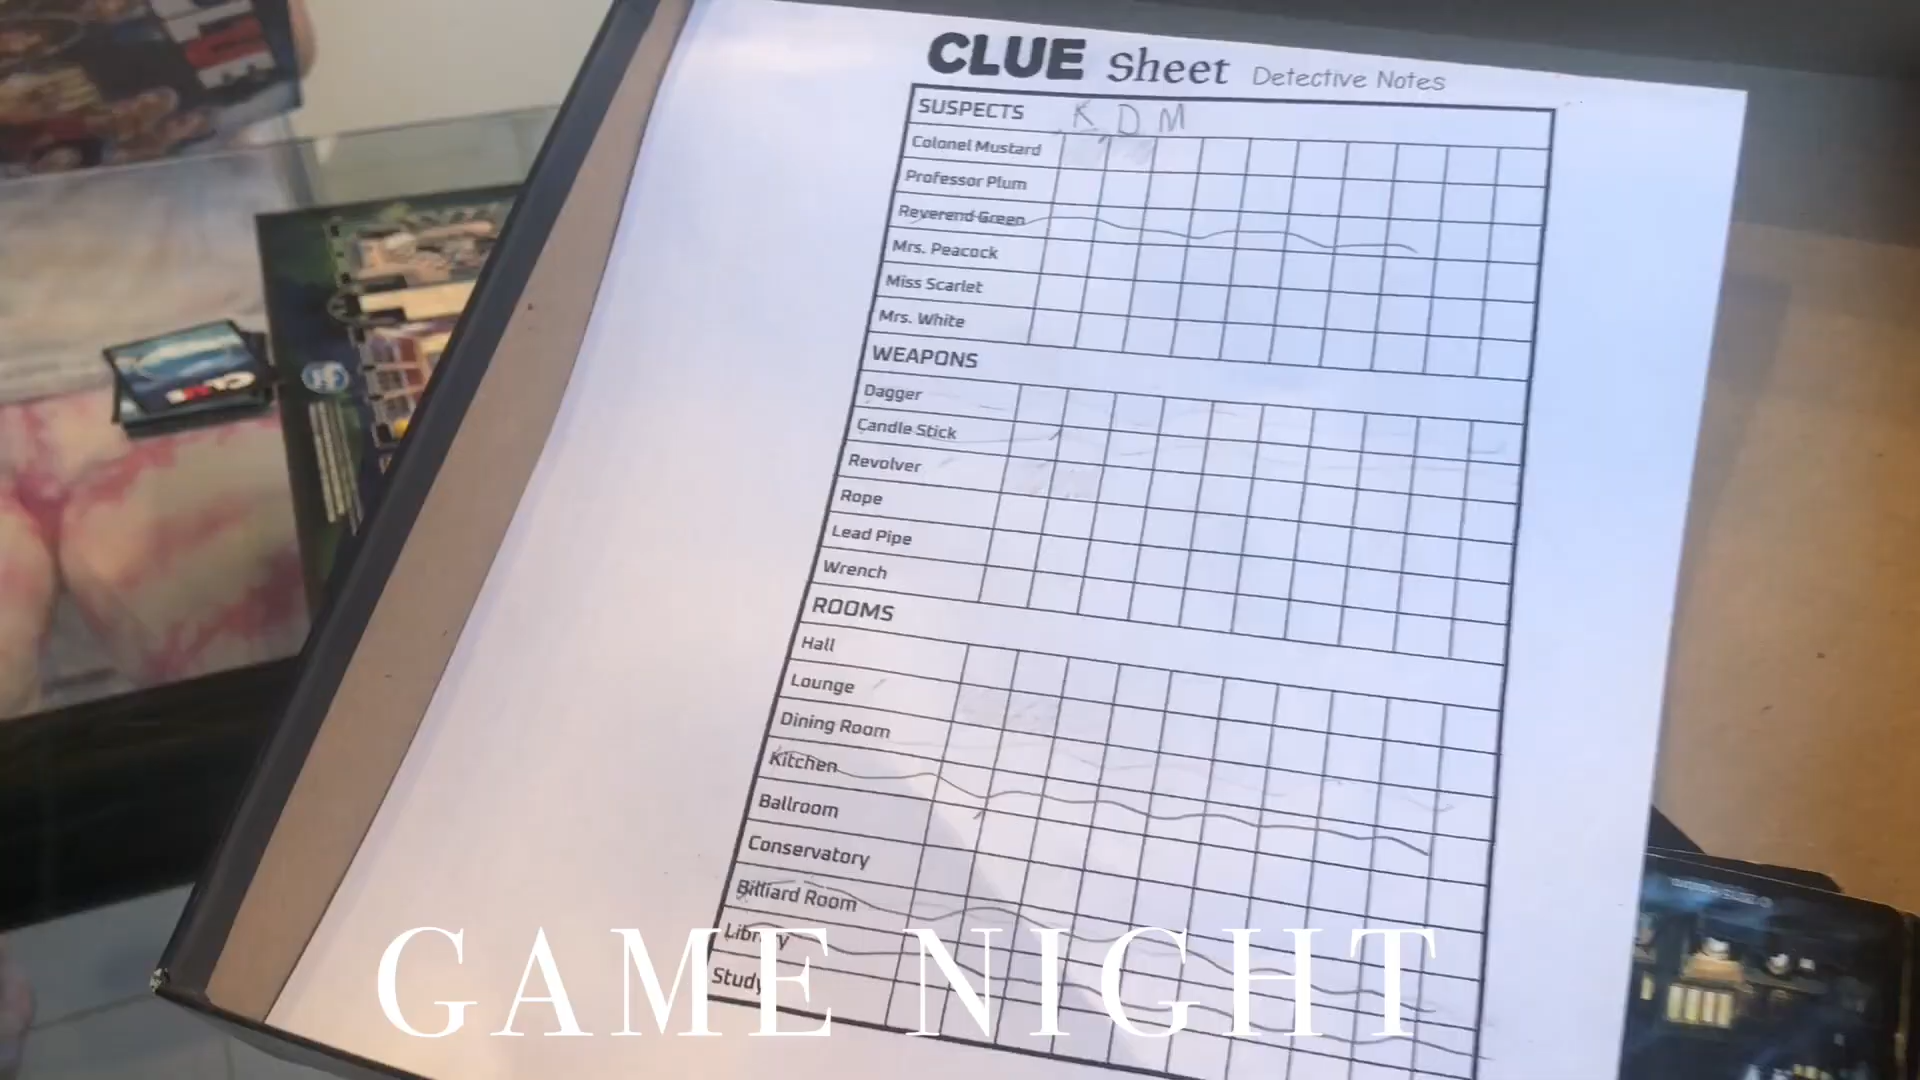 CLUE Sheet Detective Notes
SUSPECTS K D M
Colonel Mustard
Professor Plum
Reverend Green
Mrs. Peacock
Miss Scarlet
Mrs. White
WEAPONS
Dagger
Candle Stick
Revolver
Rope
Lead Pipe
Wrench
ROOMS
Hall
Lounge
Dining Room
Kitchen
Ballroom
Conservatory
Billiard Room
Library
Study
GAME NIGHT
CLUE